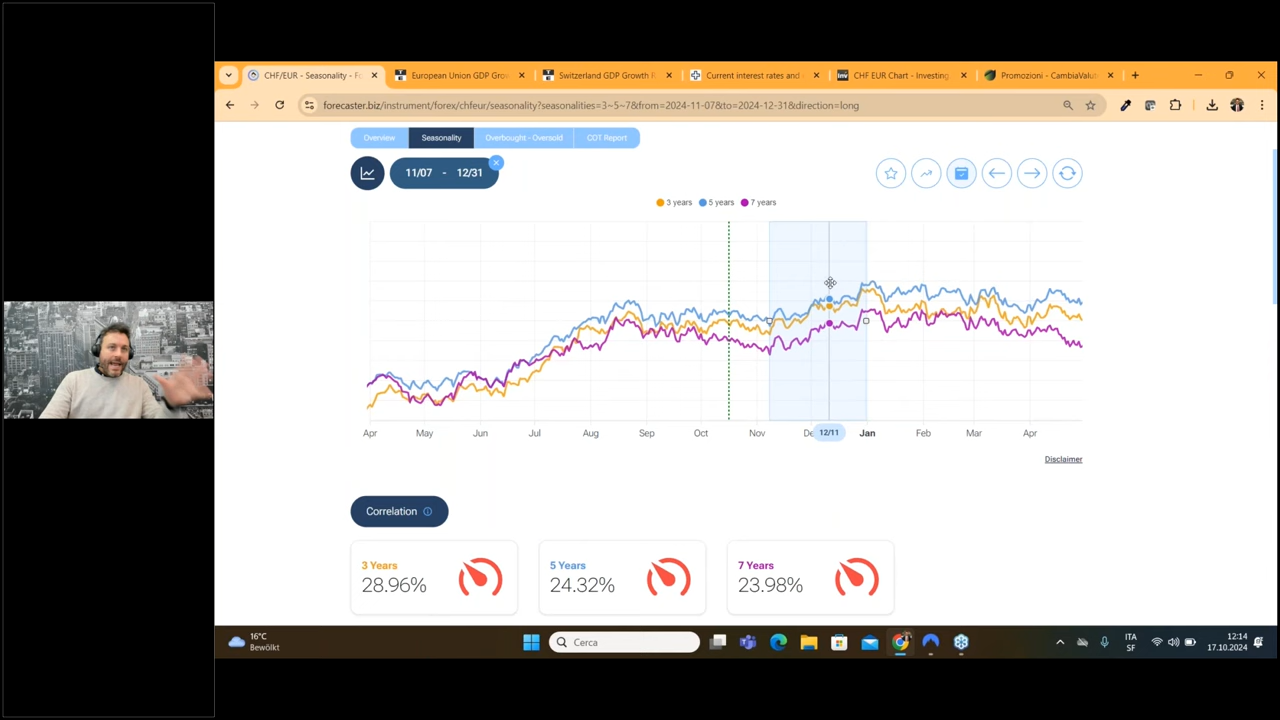 CHF/EUR - Seasonality - Fo
European Union GDP Gro
Switzerland GDP Growth R
Current interest rates and
CHF EUR Chart - Investing
Promozioni - CambiaValut
forecaster.biz/instrument/forex/chfeur/seasonality?seasonalities=3~5~7&from=2024-11-07&to=2024-12-31&direction=long
Overview
Seasonality
Overbought - Oversold
COT Report
11/07 - 12/31
3 years 5 years 7 years
Apr May Jun Jul Aug Sep Oct Nov De 12/11 Jan Feb Mar Apr
Disclaimer
Correlation
3 Years
28.96%
5 Years
24.32%
7 Years
23.98%
16°C
Bewölkt
Cerca
ITA
SF
12:14
17.10.2024